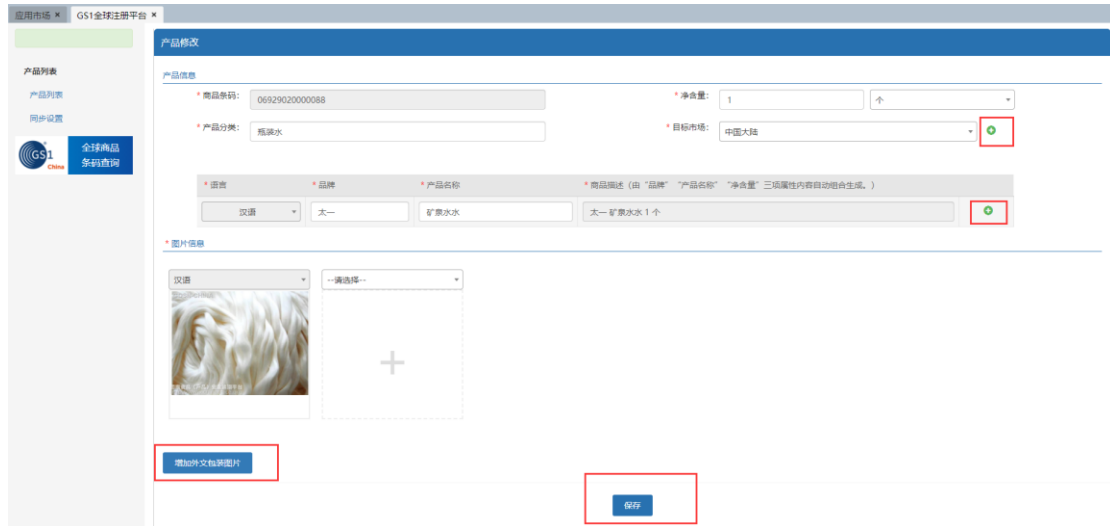 应用市场 × GS1全球注册平台 ×
产品修改
产品列表
产品列表
同步设置
GS1
China
全球商品
条码查询
产品信息
* 商品条码: 06929020000088 * 净含量: 1 个
* 产品分类: 瓶装水 * 目标市场: 中国大陆
* 语言 * 品牌 * 产品名称 * 商品描述（由“品牌” “产品名称” “净含量”三项属性内容自动组合生成。）
汉语 太一 矿泉水水 太一 矿泉水水 1 个
* 图片信息
汉语 --请选择--
增加外文包装图片
保存